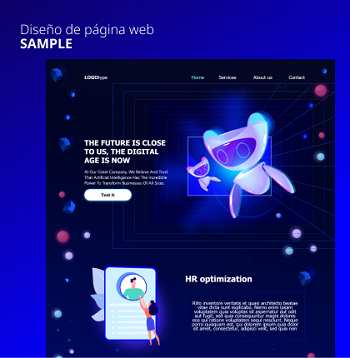 Diseño de página web
SAMPLE
LOGOtype
Home Services About us Contact
THE FUTURE IS CLOSE
TO US, THE DIGITAL
AGE IS NOW
At Our Great Company, We Believe And Trust
That Artificial Intelligence Has The Incredible
Power To Transform Businesses Of All Sizes.
Test it
HR optimization
Rillo inventore veritatis et quasi architecto beatae
vitae dicta sunt explicabo. Nemo enim ipsam
voluptatem quia voluptas sit aspernatur aut odit
aut fugit, sed quia consequuntur magni dolores
eos qui ratione voluptatem sequi nesciunt. Neque
porro quisquam est, qui dolorem ipsum quia dolor
sit amet, consectetur, adipisci velit, sed quia non